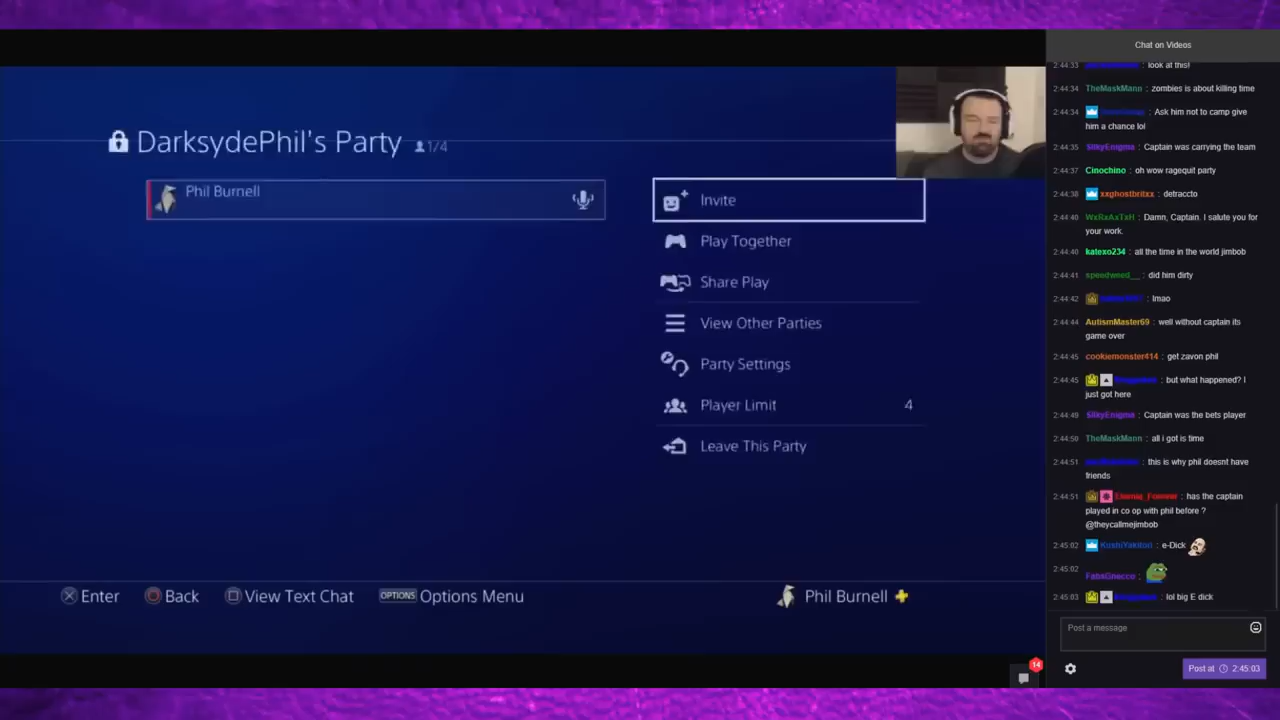 DarksydePhil's Party 1/4
Phil Burnell
Invite
Play Together
Share Play
View Other Parties
Party Settings
Player Limit 4
Leave This Party
Enter
Back
View Text Chat
OPTIONS Options Menu
Phil Burnell
14
Chat on Videos
2:44:33 : look at this!
2:44:34 TheMaskMann : zombies is about killing time
2:44:34 : Ask him not to camp give
him a chance lol
2:44:35 SilkyEnigma : Captain was carrying the team
2:44:37 Cinochino : oh wow ragequit party
2:44:38 xxghostbritxx : detraccto
2:44:40 WxRxAxTxH : Damn, Captain. I salute you for
your work.
2:44:40 katexo234 : all the time in the world jimbob
2:44:41 speedweed__ : did him dirty
2:44:42 : lmao
2:44:44 AutismMaster69 : well without captain its
game over
2:44:45 cookiemonster414 : get zavon phil
2:44:45 : but what happened? I
just got here
2:44:49 SilkyEnigma : Captain was the bets player
2:44:50 TheMaskMann : all i got is time
2:44:51 : this is why phil doesnt have
friends
2:44:51 : has the captain
played in co op with phil before ?
@theycallmejimbob
2:45:02 KushiYakitori : e-Dick
2:45:02
FabsGnecco :
2:45:03 : lol big E dick
Post a message
Post at 2:45:03